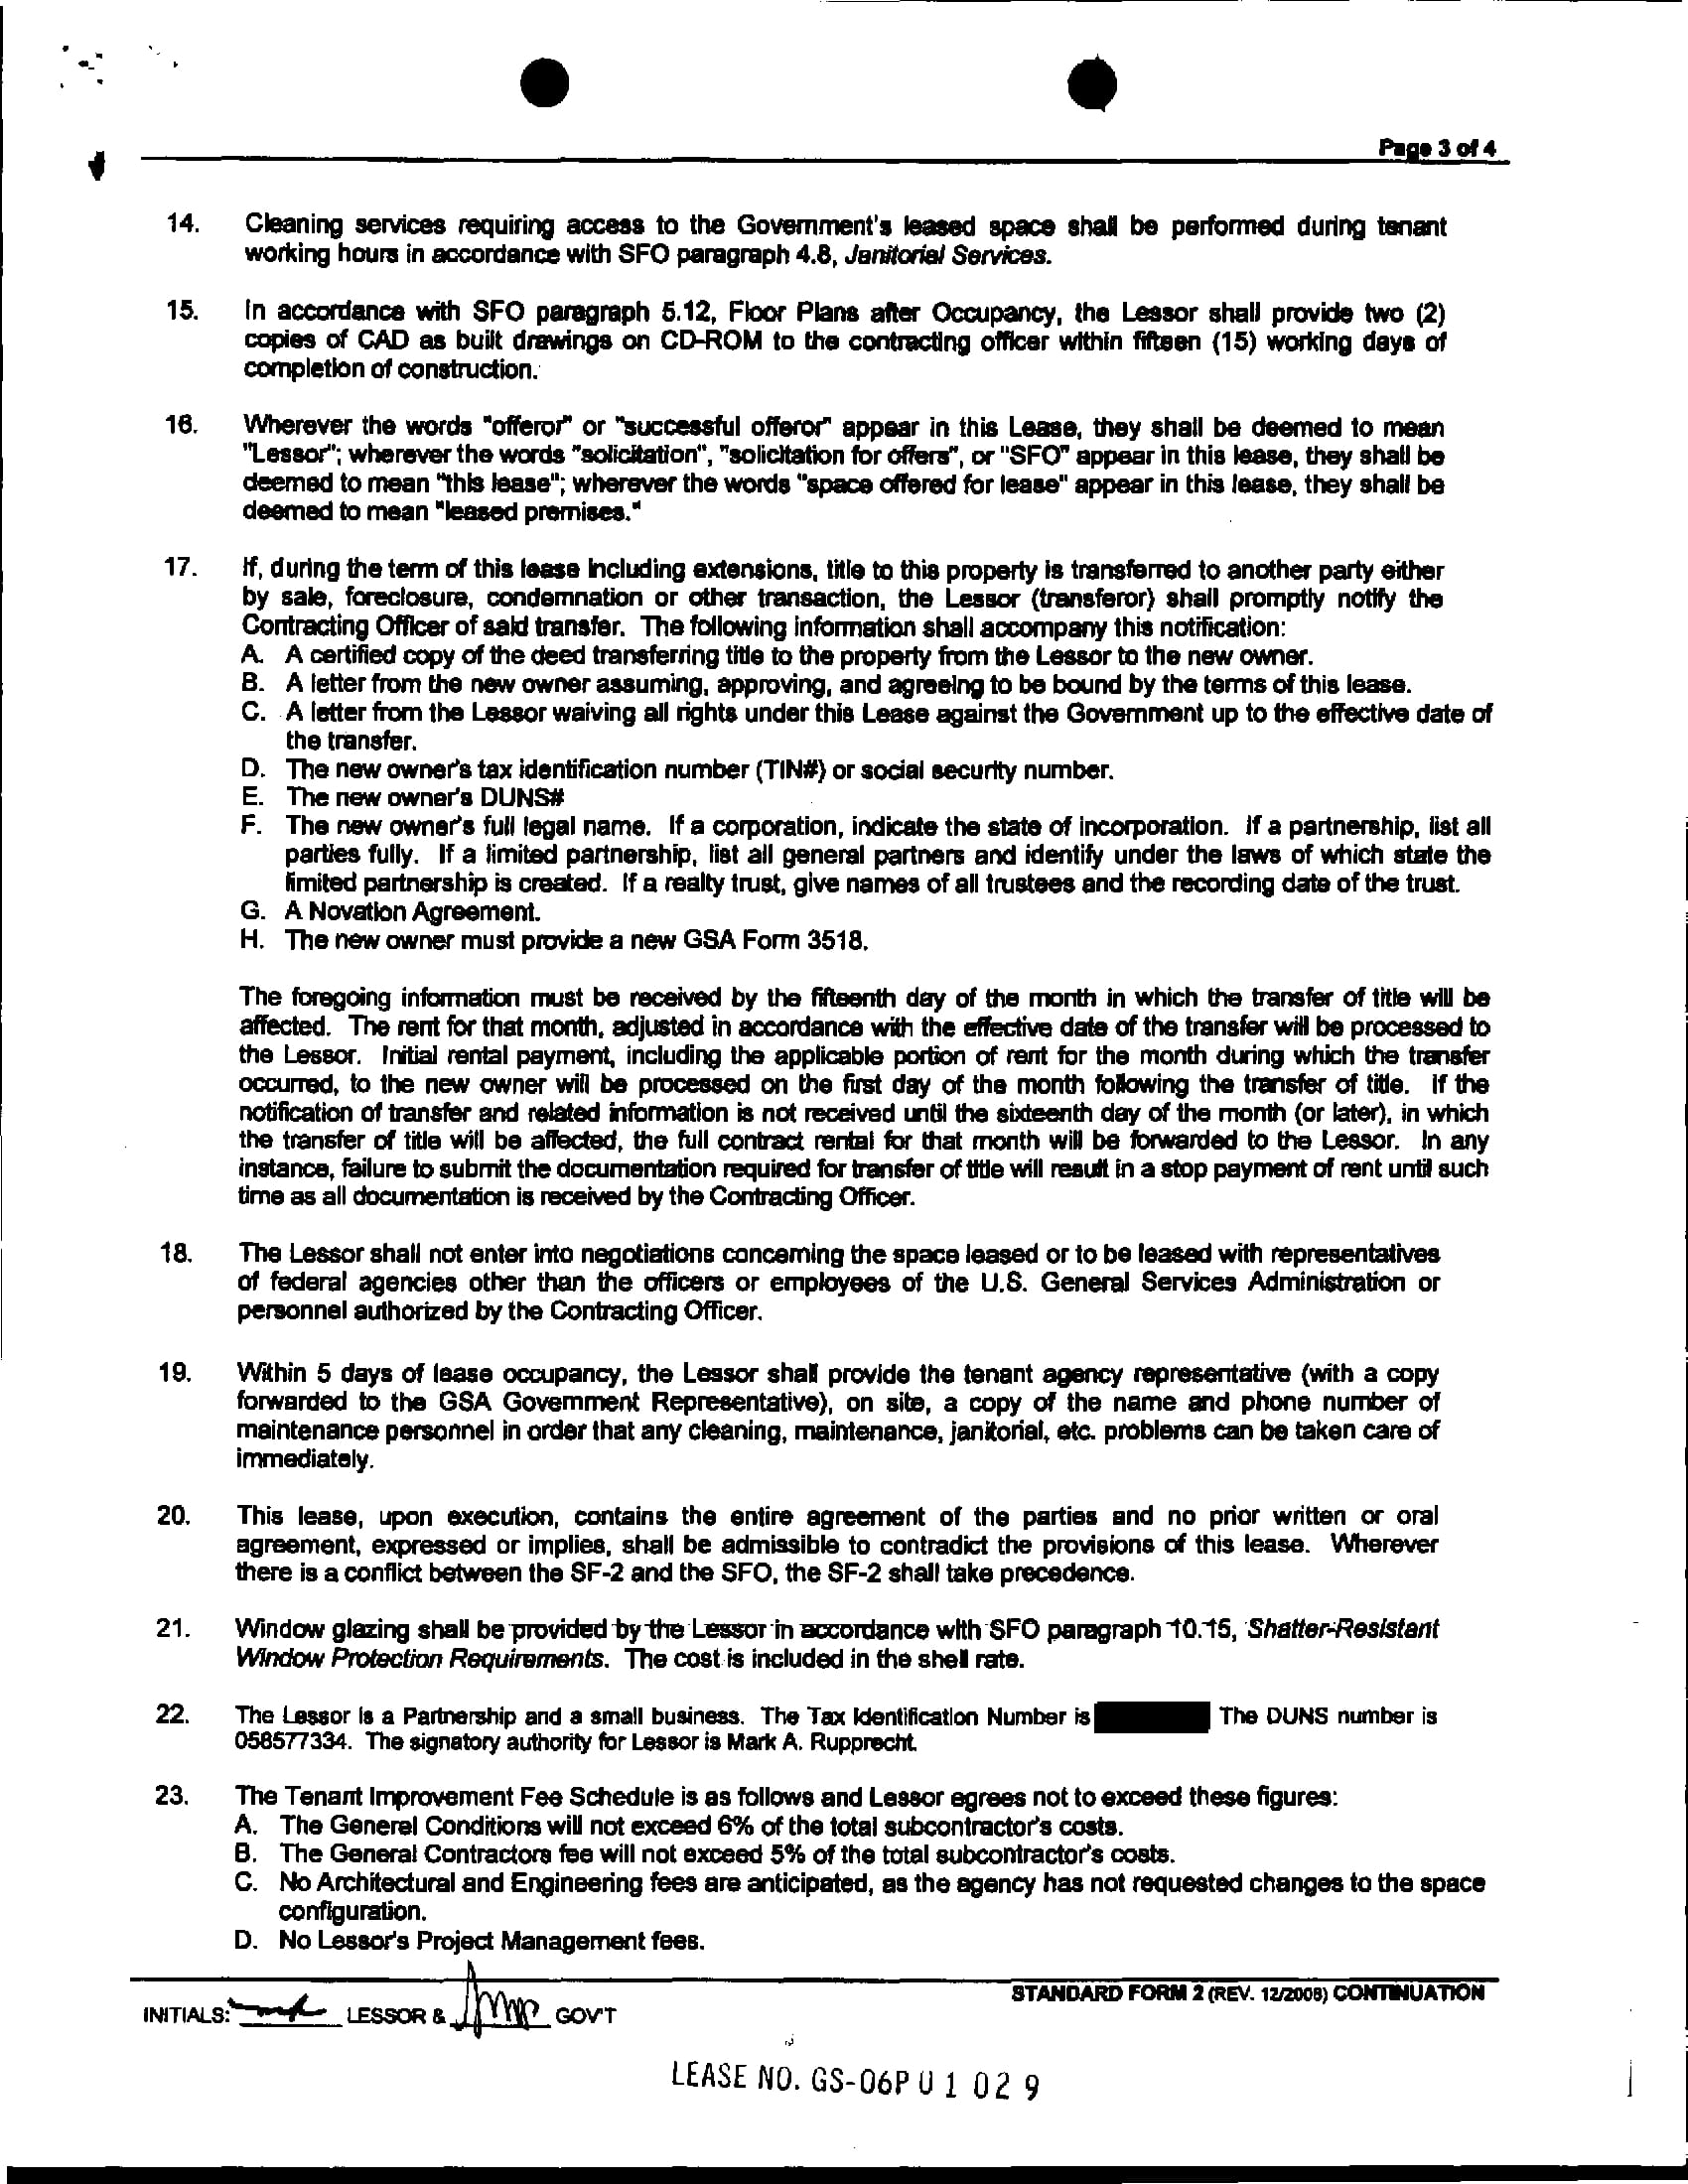 Page 3 of 4
14. Cleaning services requiring access to the Government's leased space shall be performed during tenant
working hours in accordance with SFO paragraph 4.8, Janitorial Services.
15. In accordance with SFO paragraph 5.12, Floor Plans after Occupancy, the Lessor shall provide two (2)
copies of CAD as built drawings on CD-ROM to the contracting officer within fifteen (15) working days of
completion of construction.
16. Wherever the words "offeror" or "successful offeror" appear in this Lease, they shall be deemed to mean
"Lessor"; wherever the words "solicitation", "solicitation for offers", or "SFO" appear in this lease, they shall be
deemed to mean "this lease"; wherever the words "space offered for lease" appear in this lease, they shall be
deemed to mean "leased premises."
17. If, during the term of this lease including extensions, title to this property is transferred to another party either
by sale, foreclosure, condemnation or other transaction, the Lessor (transferor) shall promptly notify the
Contracting Officer of said transfer. The following information shall accompany this notification:
A. A certified copy of the deed transferring title to the property from the Lessor to the new owner.
B. A letter from the new owner assuming, approving, and agreeing to be bound by the terms of this lease.
C. A letter from the Lessor waiving all rights under this Lease against the Government up to the effective date of
the transfer.
D. The new owner's tax identification number (TIN#) or social security number.
E. The new owner's DUNS#
F. The new owner's full legal name. If a corporation, indicate the state of incorporation. If a partnership, list all
parties fully. If a limited partnership, list all general partners and identify under the laws of which state the
limited partnership is created. If a realty trust, give names of all trustees and the recording date of the trust.
G. A Novation Agreement.
H. The new owner must provide a new GSA Form 3518.
The foregoing information must be received by the fifteenth day of the month in which the transfer of title will be
affected. The rent for that month, adjusted in accordance with the effective date of the transfer will be processed to
the Lessor. Initial rental payment, including the applicable portion of rent for the month during which the transfer
occurred, to the new owner will be processed on the first day of the month following the transfer of title. If the
notification of transfer and related information is not received until the sixteenth day of the month (or later), in which
the transfer of title will be affected, the full contract rental for that month will be forwarded to the Lessor. In any
instance, failure to submit the documentation required for transfer of title will result in a stop payment of rent until such
time as all documentation is received by the Contracting Officer.
18. The Lessor shall not enter into negotiations concerning the space leased or to be leased with representatives
of federal agencies other than the officers or employees of the U.S. General Services Administration or
personnel authorized by the Contracting Officer.
19. Within 5 days of lease occupancy, the Lessor shall provide the tenant agency representative (with a copy
forwarded to the GSA Government Representative), on site, a copy of the name and phone number of
maintenance personnel in order that any cleaning, maintenance, janitorial, etc. problems can be taken care of
immediately.
20. This lease, upon execution, contains the entire agreement of the parties and no prior written or oral
agreement, expressed or implies, shall be admissible to contradict the provisions of this lease. Wherever
there is a conflict between the SF-2 and the SFO, the SF-2 shall take precedence.
21. Window glazing shall be provided by the Lessor in accordance with SFO paragraph 10.15, Shatter-Resistant
Window Protection Requirements. The cost is included in the shell rate.
22. The Lessor is a Partnership and a small business. The Tax Identification Number is The DUNS number is
058577334. The signatory authority for Lessor is Mark A. Rupprecht.
23. The Tenant Improvement Fee Schedule is as follows and Lessor agrees not to exceed these figures:
A. The General Conditions will not exceed 6% of the total subcontractor's costs.
B. The General Contractors fee will not exceed 5% of the total subcontractor's costs.
C. No Architectural and Engineering fees are anticipated, as the agency has not requested changes to the space
configuration.
D. No Lessor's Project Management fees.
STANDARD FORM 2 (REV. 12/2006) CONTINUATION
INITIALS: LESSOR & GOV'T
LEASE NO. GS-06P U 1 02 9